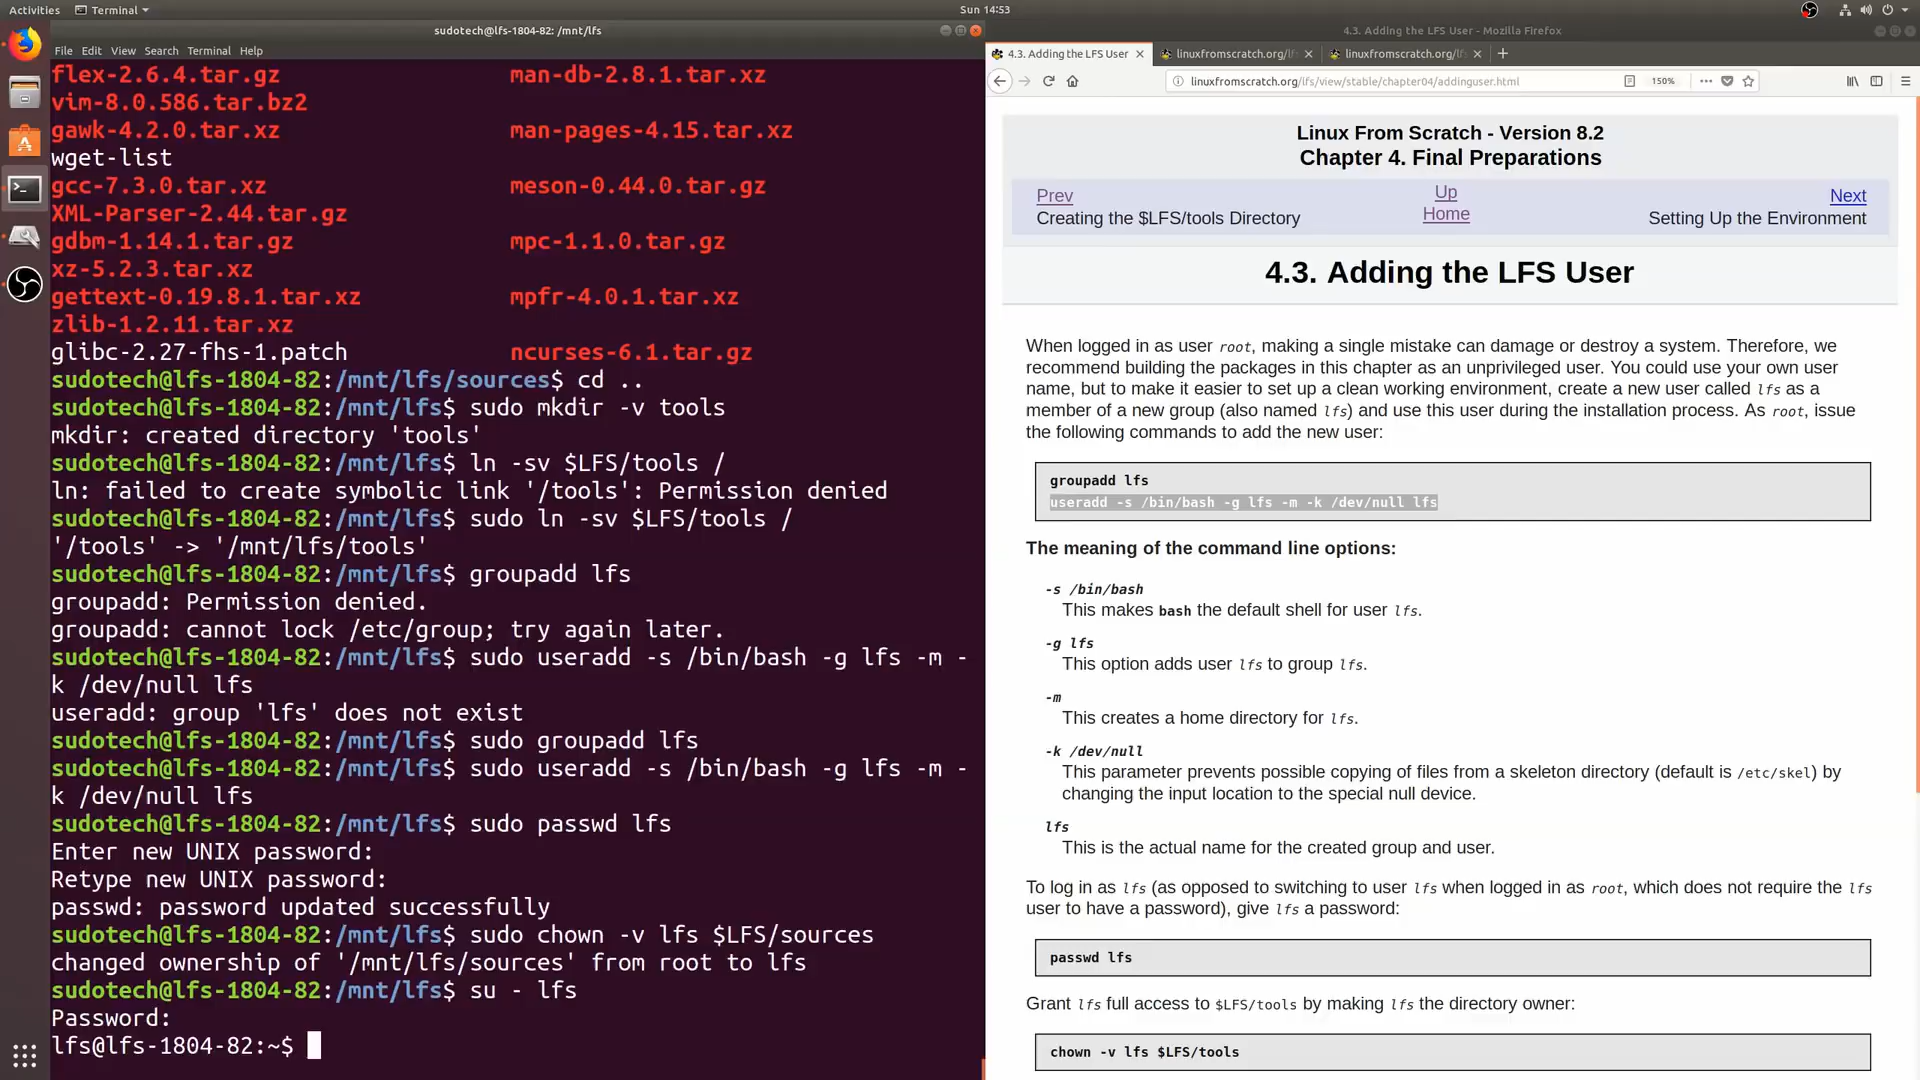 Activities
Terminal
Sun 14:53
sudotech@lfs-1804-82: /mnt/lfs
File Edit View Search Terminal Help
flex-2.6.4.tar.gz man-db-2.8.1.tar.xz
vim-8.0.586.tar.bz2
gawk-4.2.0.tar.xz man-pages-4.15.tar.xz
wget-list
gcc-7.3.0.tar.xz meson-0.44.0.tar.gz
XML-Parser-2.44.tar.gz
gdbm-1.14.1.tar.gz mpc-1.1.0.tar.gz
xz-5.2.3.tar.xz
gettext-0.19.8.1.tar.xz mpfr-4.0.1.tar.xz
zlib-1.2.11.tar.xz
glibc-2.27-fhs-1.patch ncurses-6.1.tar.gz
sudotech@lfs-1804-82:/mnt/lfs/sources$ cd ..
sudotech@lfs-1804-82:/mnt/lfs$ sudo mkdir -v tools
mkdir: created directory 'tools'
sudotech@lfs-1804-82:/mnt/lfs$ ln -sv $LFS/tools /
ln: failed to create symbolic link '/tools': Permission denied
sudotech@lfs-1804-82:/mnt/lfs$ sudo ln -sv $LFS/tools /
'/tools' -> '/mnt/lfs/tools'
sudotech@lfs-1804-82:/mnt/lfs$ groupadd lfs
groupadd: Permission denied.
groupadd: cannot lock /etc/group; try again later.
sudotech@lfs-1804-82:/mnt/lfs$ sudo useradd -s /bin/bash -g lfs -m -
k /dev/null lfs
useradd: group 'lfs' does not exist
sudotech@lfs-1804-82:/mnt/lfs$ sudo groupadd lfs
sudotech@lfs-1804-82:/mnt/lfs$ sudo useradd -s /bin/bash -g lfs -m -
k /dev/null lfs
sudotech@lfs-1804-82:/mnt/lfs$ sudo passwd lfs
Enter new UNIX password:
Retype new UNIX password:
passwd: password updated successfully
sudotech@lfs-1804-82:/mnt/lfs$ sudo chown -v lfs $LFS/sources
changed ownership of '/mnt/lfs/sources' from root to lfs
sudotech@lfs-1804-82:/mnt/lfs$ su - lfs
Password:
lfs@lfs-1804-82:~$
4.3. Adding the LFS User - Mozilla Firefox
4.3. Adding the LFS User
linuxfromscratch.org/lf
linuxfromscratch.org/lf
linuxfromscratch.org/lfs/view/stable/chapter04/addinguser.html
150%
Linux From Scratch - Version 8.2
Chapter 4. Final Preparations
Prev Up Next
Creating the $LFS/tools Directory Home Setting Up the Environment
4.3. Adding the LFS User
When logged in as user root, making a single mistake can damage or destroy a system. Therefore, we
recommend building the packages in this chapter as an unprivileged user. You could use your own user
name, but to make it easier to set up a clean working environment, create a new user called lfs as a
member of a new group (also named lfs) and use this user during the installation process. As root, issue
the following commands to add the new user:
groupadd lfs
useradd -s /bin/bash -g lfs -m -k /dev/null lfs
The meaning of the command line options:
-s /bin/bash
This makes bash the default shell for user lfs.
-g lfs
This option adds user lfs to group lfs.
-m
This creates a home directory for lfs.
-k /dev/null
This parameter prevents possible copying of files from a skeleton directory (default is /etc/skel) by
changing the input location to the special null device.
lfs
This is the actual name for the created group and user.
To log in as lfs (as opposed to switching to user lfs when logged in as root, which does not require the lfs
user to have a password), give lfs a password:
passwd lfs
Grant lfs full access to $LFS/tools by making lfs the directory owner:
chown -v lfs $LFS/tools